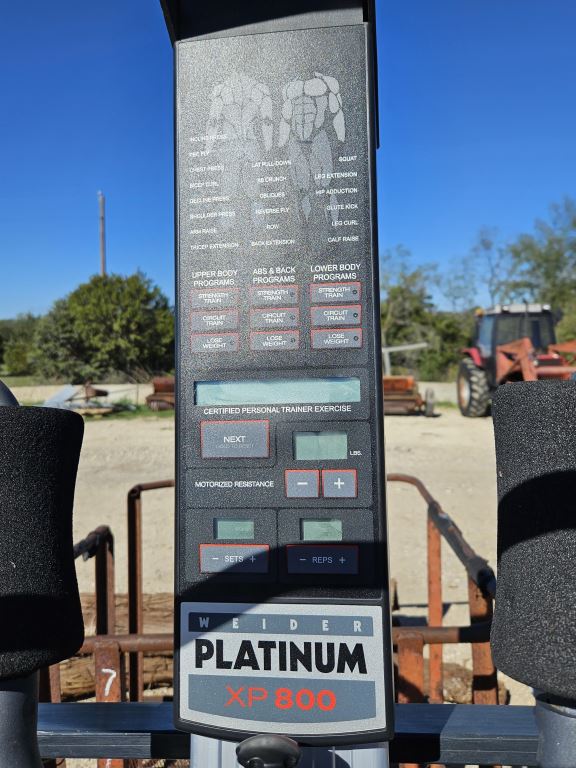 INCLINE PRESS
PEC FLY
CHEST PRESS
BICEP CURL
DECLINE PRESS
SHOULDER PRESS
ARM RAISE
TRICEP EXTENSION
LAT PULL-DOWN
AB CRUNCH
OBLIQUES
REVERSE FLY
ROW
BACK EXTENSION
SQUAT
LEG EXTENSION
HIP ADDUCTION
GLUTE KICK
LEG CURL
CALF RAISE
UPPER BODY
PROGRAMS
STRENGTH
TRAIN
CIRCUIT
TRAIN
LOSE
WEIGHT
ABS & BACK
PROGRAMS
STRENGTH
TRAIN
CIRCUIT
TRAIN
LOSE
WEIGHT
LOWER BODY
PROGRAMS
STRENGTH
TRAIN
CIRCUIT
TRAIN
LOSE
WEIGHT
CERTIFIED PERSONAL TRAINER EXERCISE
NEXT
HOLD TO RESET
LBS.
MOTORIZED RESISTANCE
− +
− SETS +
− REPS +
WEIDER
PLATINUM
XP 800
7